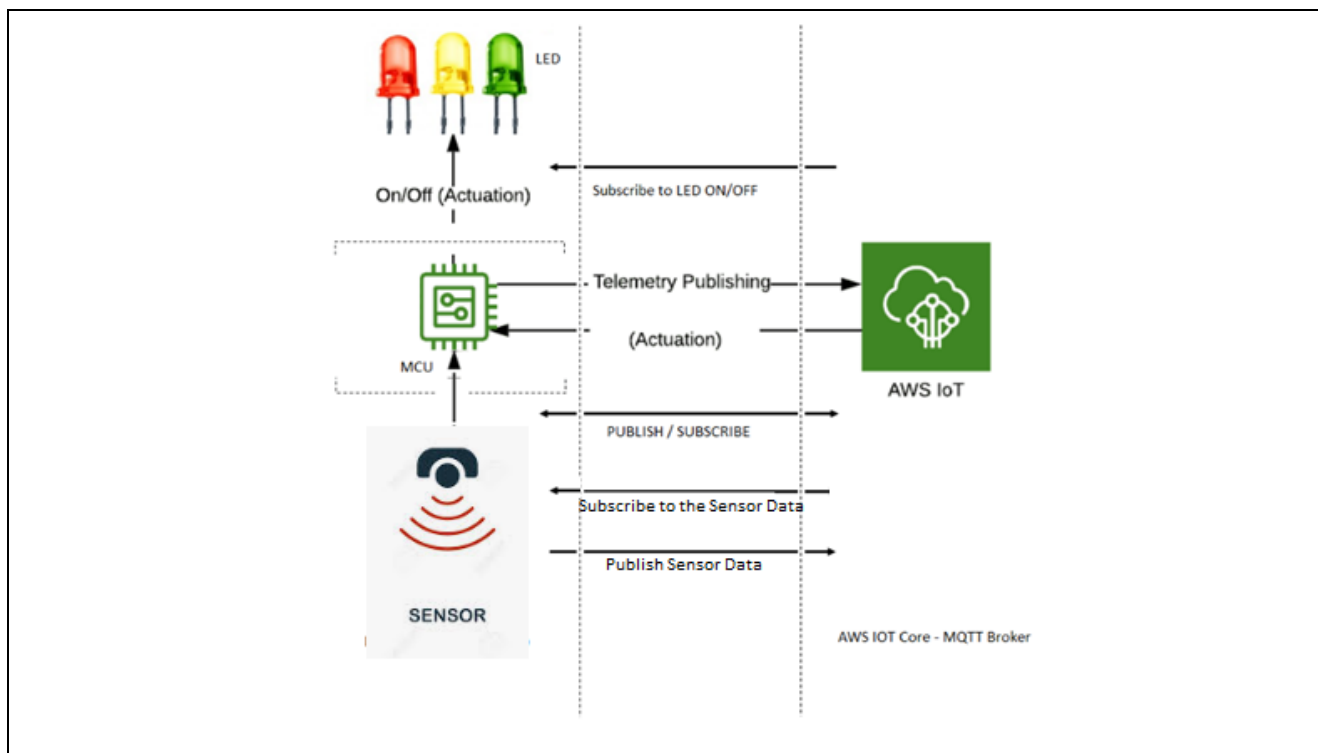 LED
On/Off (Actuation)
Subscribe to LED ON/OFF
Telemetry Publishing
(Actuation)
MCU
AWS IoT
PUBLISH / SUBSCRIBE
Subscribe to the Sensor Data
Publish Sensor Data
SENSOR
AWS IOT Core - MQTT Broker